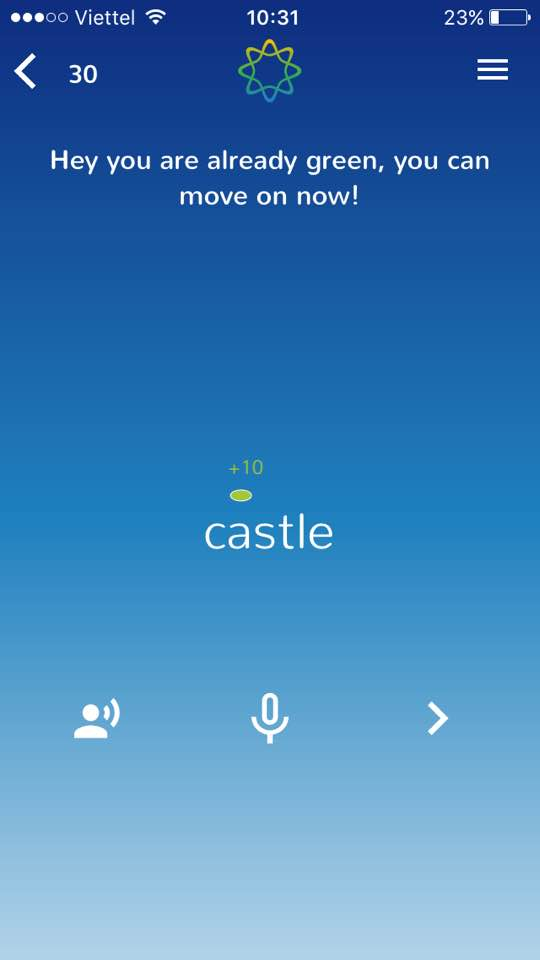 Viettel 10:31 23%
30
Hey you are already green, you can
move on now!
+10
castle